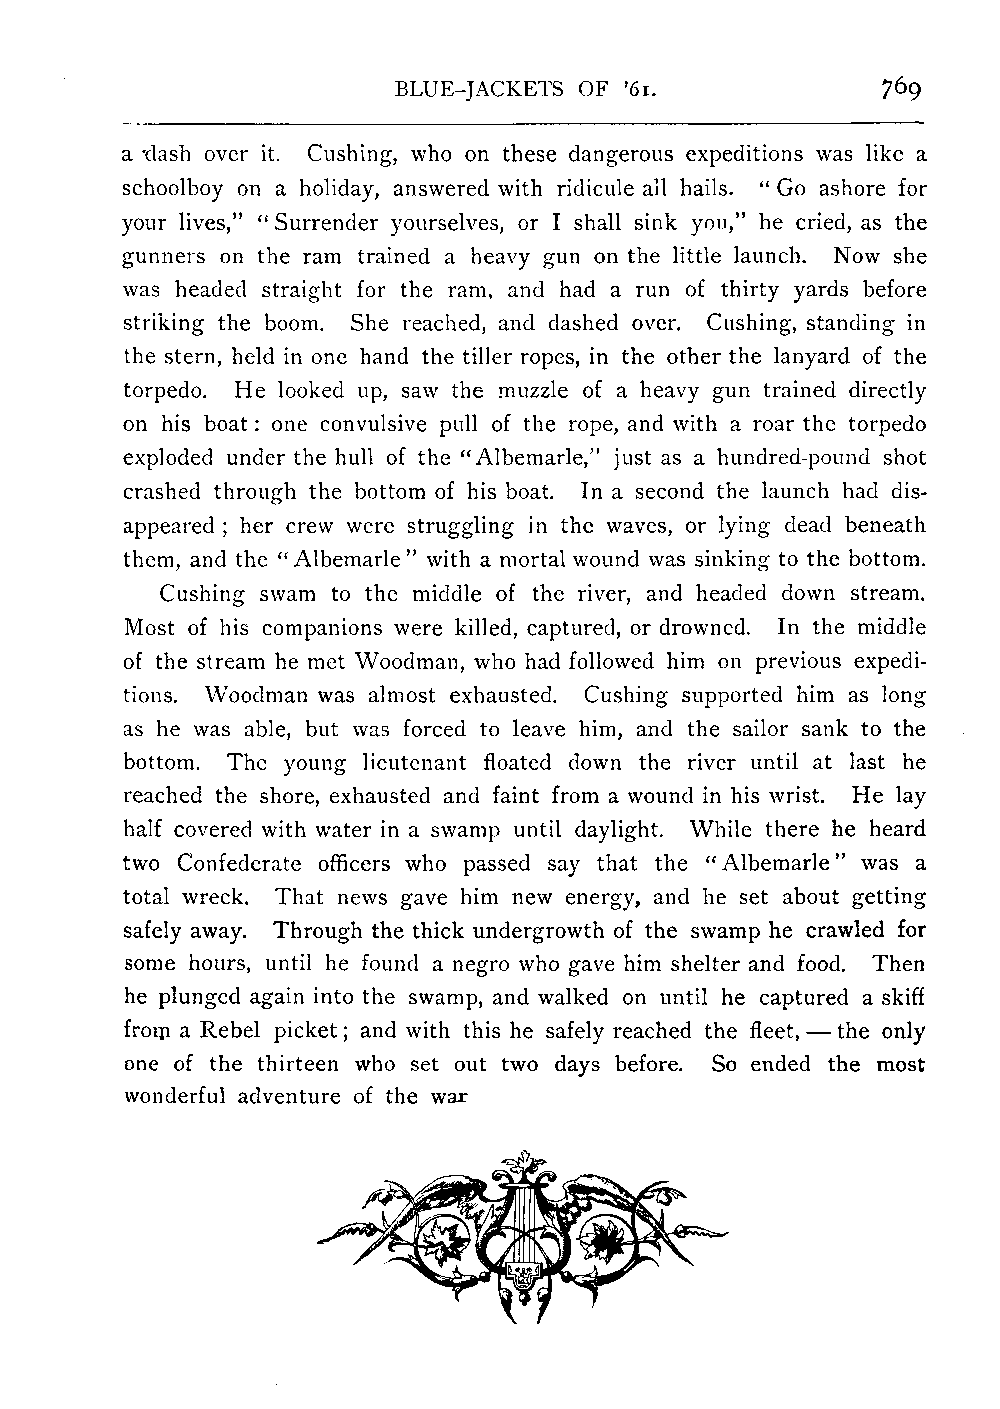 BLUE-JACKETS OF '61. 769
a dash over it. Cushing, who on these dangerous expeditions was like a
schoolboy on a holiday, answered with ridicule all hails. "Go ashore for
your lives," "Surrender yourselves, or I shall sink you," he cried, as the
gunners on the ram trained a heavy gun on the little launch. Now she
was headed straight for the ram, and had a run of thirty yards before
striking the boom. She reached, and dashed over. Cushing, standing in
the stern, held in one hand the tiller ropes, in the other the lanyard of the
torpedo. He looked up, saw the muzzle of a heavy gun trained directly
on his boat: one convulsive pull of the rope, and with a roar the torpedo
exploded under the hull of the "Albemarle," just as a hundred-pound shot
crashed through the bottom of his boat. In a second the launch had dis-
appeared; her crew were struggling in the waves, or lying dead beneath
them, and the "Albemarle" with a mortal wound was sinking to the bottom.
Cushing swam to the middle of the river, and headed down stream.
Most of his companions were killed, captured, or drowned. In the middle
of the stream he met Woodman, who had followed him on previous expedi-
tions. Woodman was almost exhausted. Cushing supported him as long
as he was able, but was forced to leave him, and the sailor sank to the
bottom. The young lieutenant floated down the river until at last he
reached the shore, exhausted and faint from a wound in his wrist. He lay
half covered with water in a swamp until daylight. While there he heard
two Confederate officers who passed say that the "Albemarle" was a
total wreck. That news gave him new energy, and he set about getting
safely away. Through the thick undergrowth of the swamp he crawled for
some hours, until he found a negro who gave him shelter and food. Then
he plunged again into the swamp, and walked on until he captured a skiff
from a Rebel picket; and with this he safely reached the fleet, — the only
one of the thirteen who set out two days before. So ended the most
wonderful adventure of the war